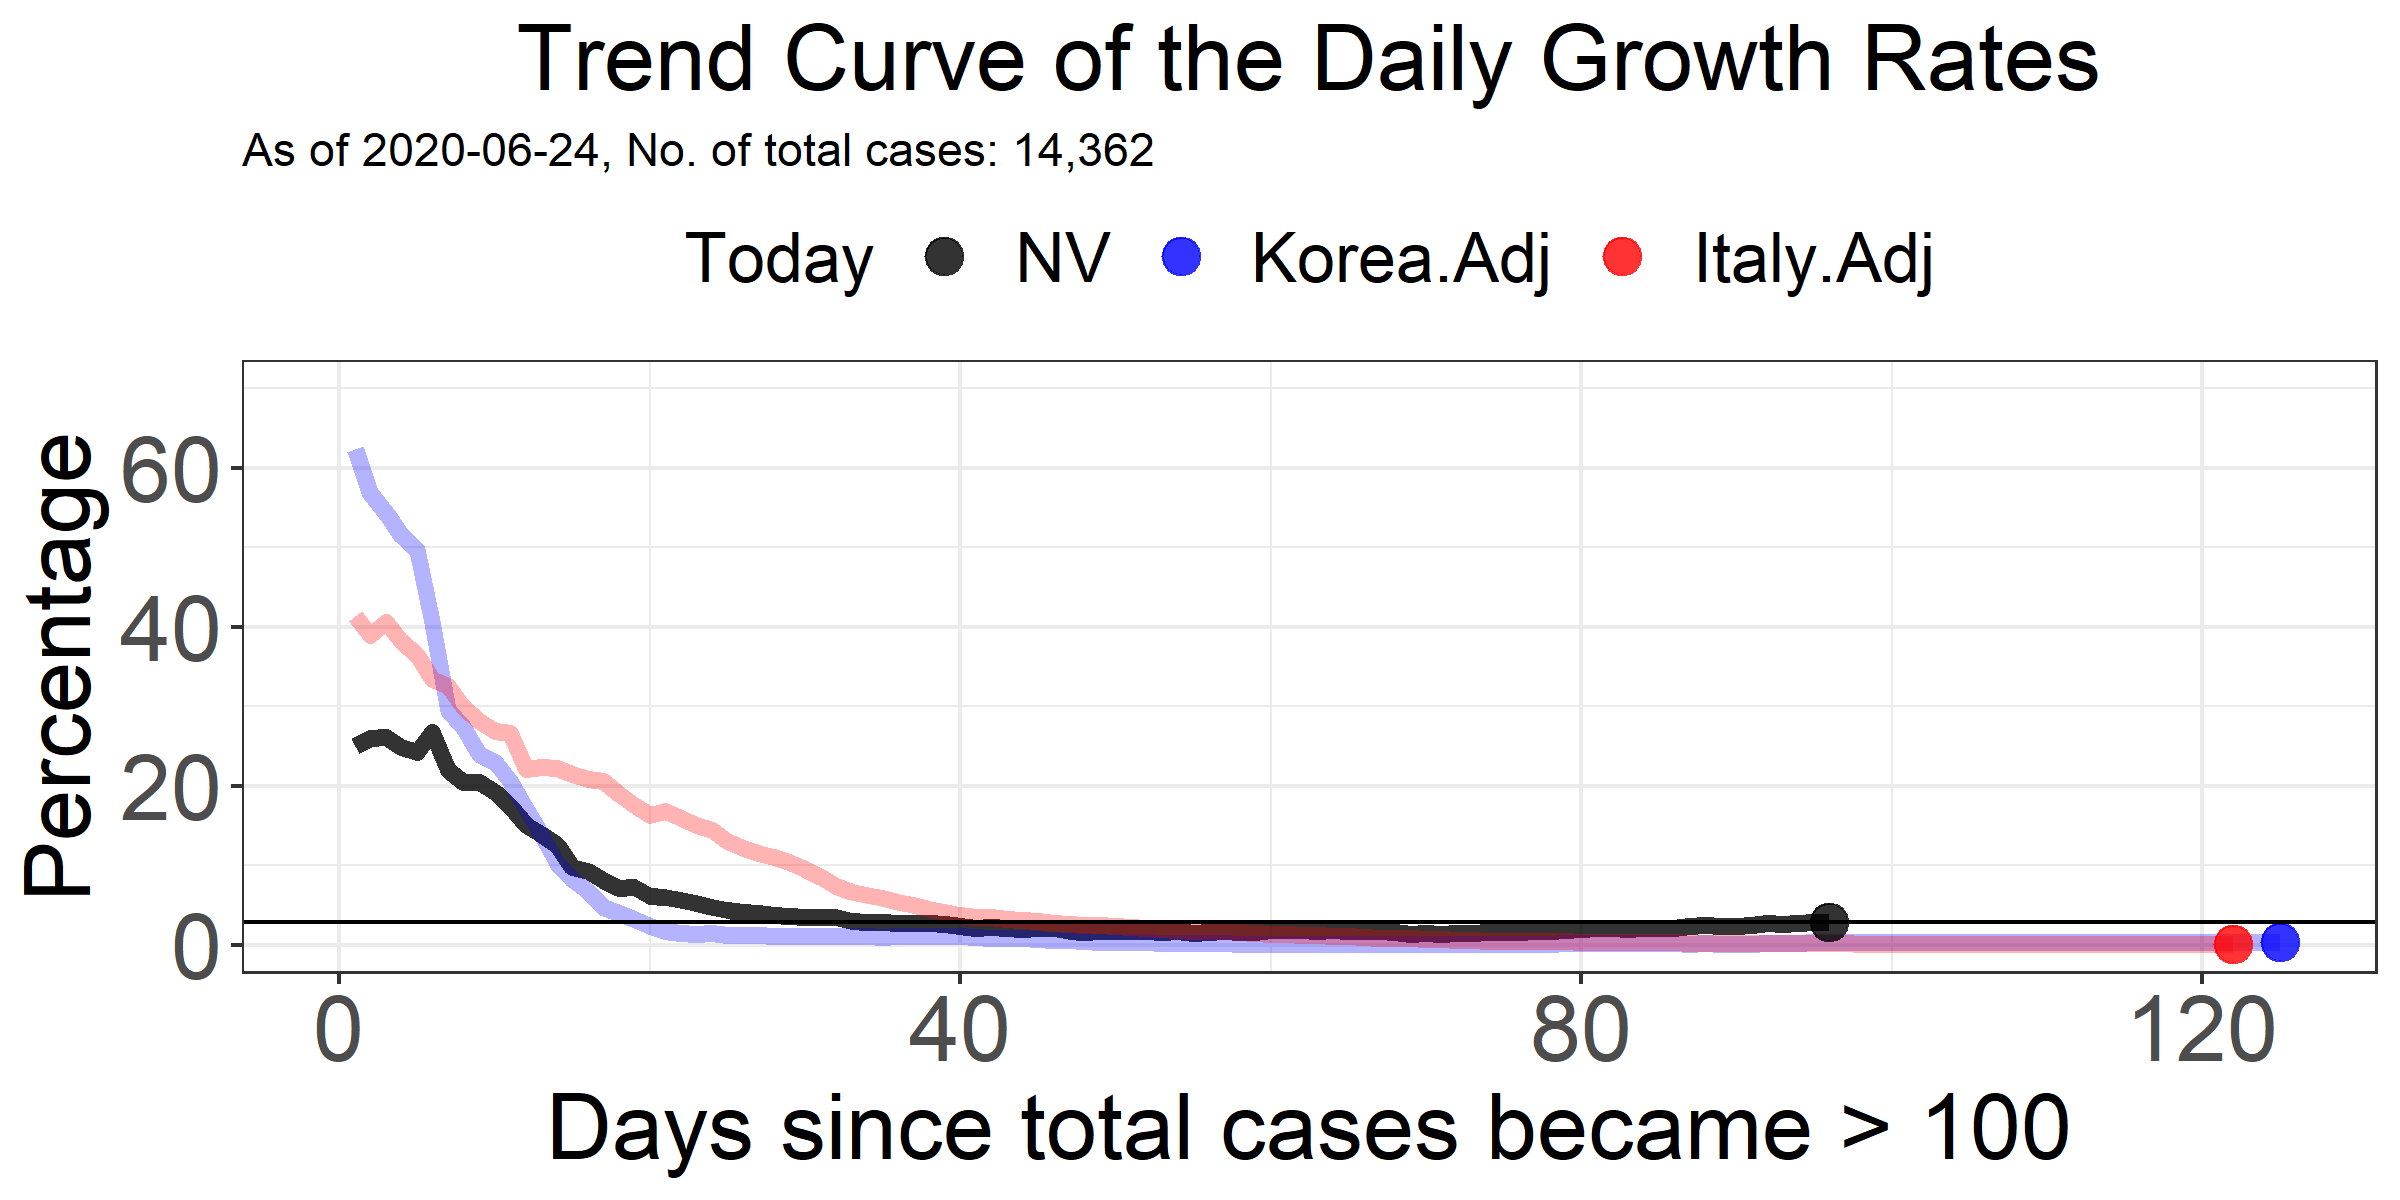 Trend Curve of the Daily Growth Rates
As of 2020-06-24, No. of total cases: 14,362
Today NV Korea.Adj Italy.Adj
Percentage
60
40
20
0
0 40 80 120
Days since total cases became > 100